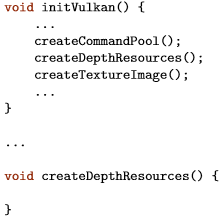 void initVulkan() {
    ...
    createCommandPool();
    createDepthResources();
    createTextureImage();
    ...
}

...

void createDepthResources() {

}